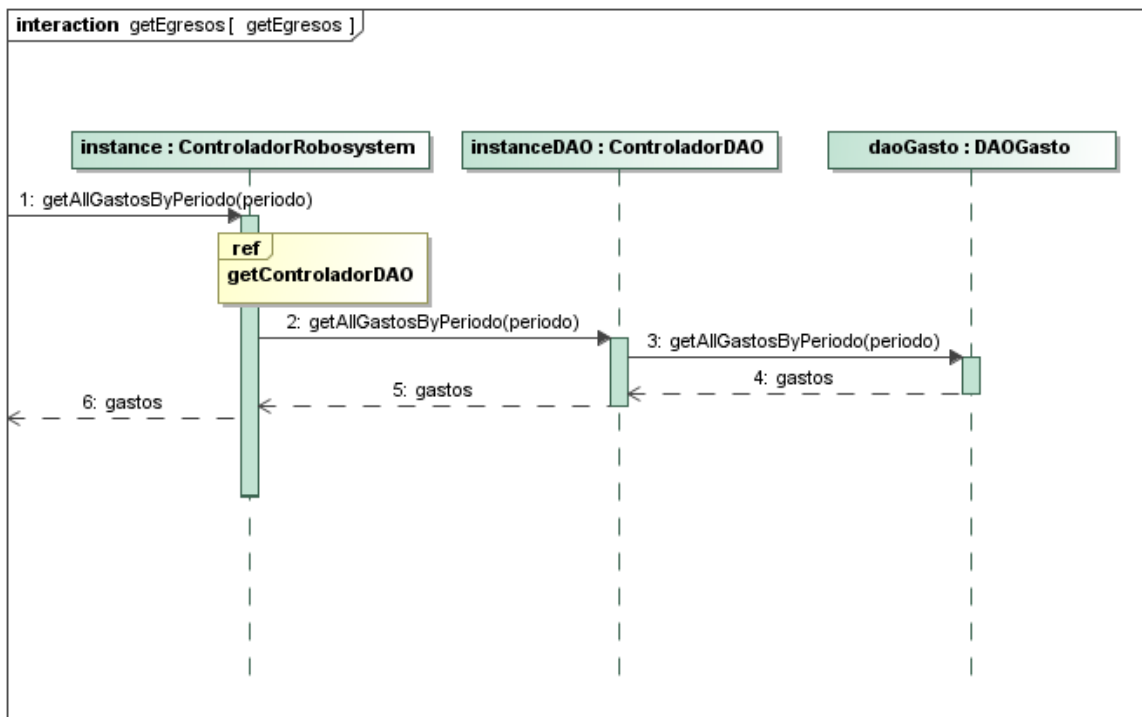 interaction getEgresos[ getEgresos ]
instance : ControladorRobosystem
instanceDAO : ControladorDAO
daoGasto : DAOGasto
1: getAllGastosByPeriodo(periodo)
ref
getControladorDAO
2: getAllGastosByPeriodo(periodo)
3: getAllGastosByPeriodo(periodo)
4: gastos
5: gastos
6: gastos